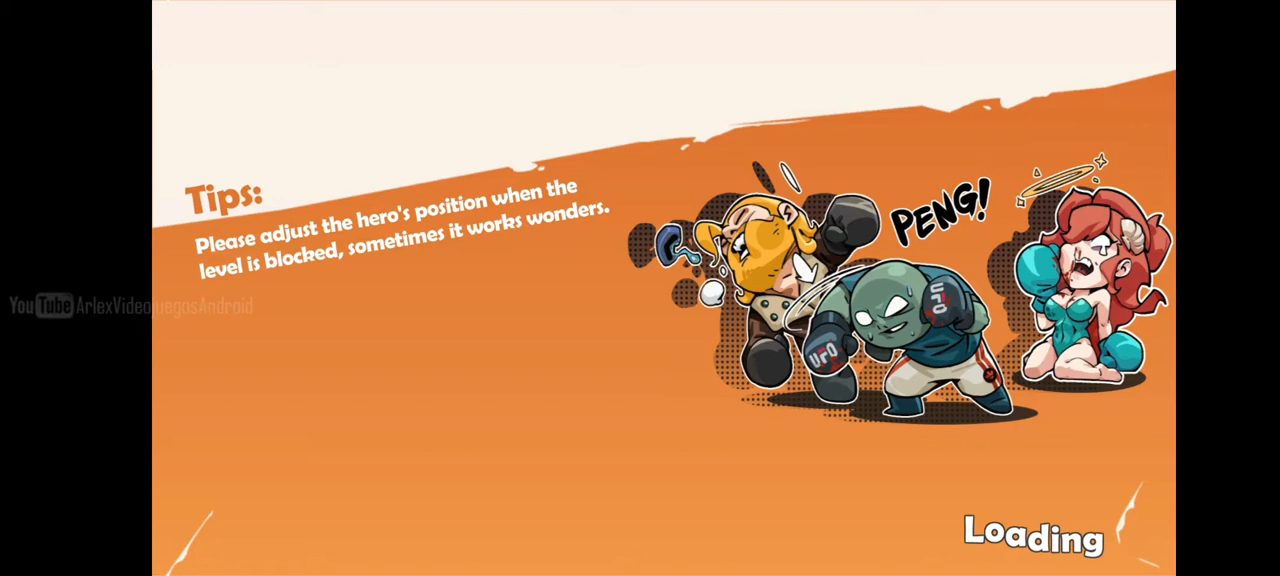 Tips:
Please adjust the hero's position when the
level is blocked, sometimes it works wonders.
PENG!
UFO
UFO
YouTube ArlexVideojuegosAndroid
Loading